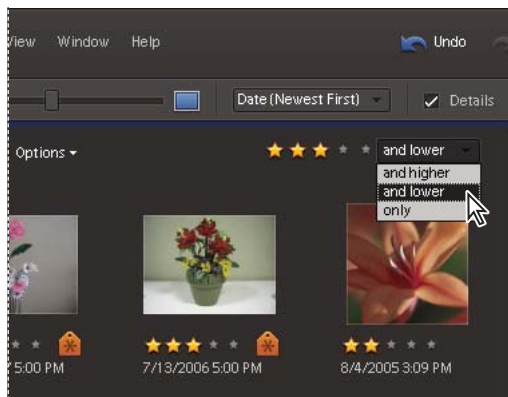 View Window Help Undo
Date (Newest First) Details
Options and lower
and higher
and lower
only
5:00 PM 7/13/2006 5:00 PM 8/4/2005 3:09 PM